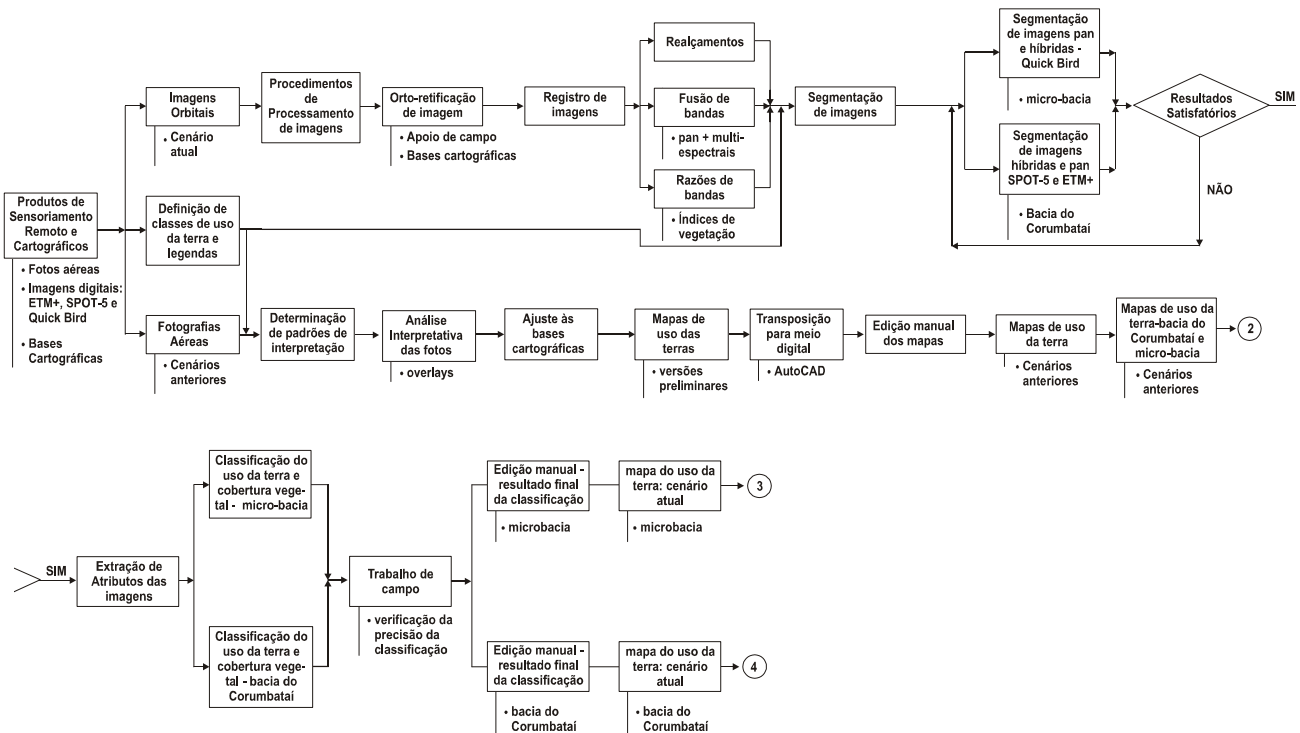 Produtos de
Sensoriamento
Remoto e
Cartográficos
• Fotos aéreas
• Imagens digitais:
ETM+, SPOT-5 e
Quick Bird
• Bases
Cartográficas
Imagens
Orbitais
• Cenário
atual
Procedimentos
de
Processamento
de imagens
Orto-retificação
de imagem
• Apoio de campo
• Bases cartográficas
Registro de
imagens
Realçamentos
Fusão de
bandas
• pan + multi-
espectrais
Razões de
bandas
• Índices de
vegetação
Segmentação
de imagens
Segmentação
de imagens pan
e híbridas -
Quick Bird
• micro-bacia
Segmentação
de imagens
híbridas e pan
SPOT-5 e ETM+
• Bacia do
Corumbataí
Resultados
Satisfatórios
SIM
NÃO
Definição de
classes de uso
da terra e
legendas
Fotografias
Aéreas
• Cenários
anteriores
Determinação
de padrões de
interpretação
Análise
Interpretativa
das fotos
• overlays
Ajuste às
bases
cartográficas
Mapas de
uso das
terras
• versões
preliminares
Transposição
para meio
digital
• AutoCAD
Edição manual
dos mapas
Mapas de uso
da terra
• Cenários
anteriores
Mapas de uso da
terra-bacia do
Corumbataí e
micro-bacia
• Cenários
anteriores
2
SIM
Extração de
Atributos das
imagens
Classificação do
uso da terra e
cobertura vege-
tal - micro-bacia
Classificação do
uso da terra e
cobertura vege-
tal - bacia do
Corumbataí
Trabalho de
campo
• verificação da
precisão da
classificação
Edição manual -
resultado final
da classificação
• microbacia
mapa do uso da
terra: cenário
atual
• microbacia
3
Edição manual -
resultado final
da classificação
• bacia do
Corumbataí
mapa do uso da
terra: cenário
atual
• bacia do
Corumbataí
4